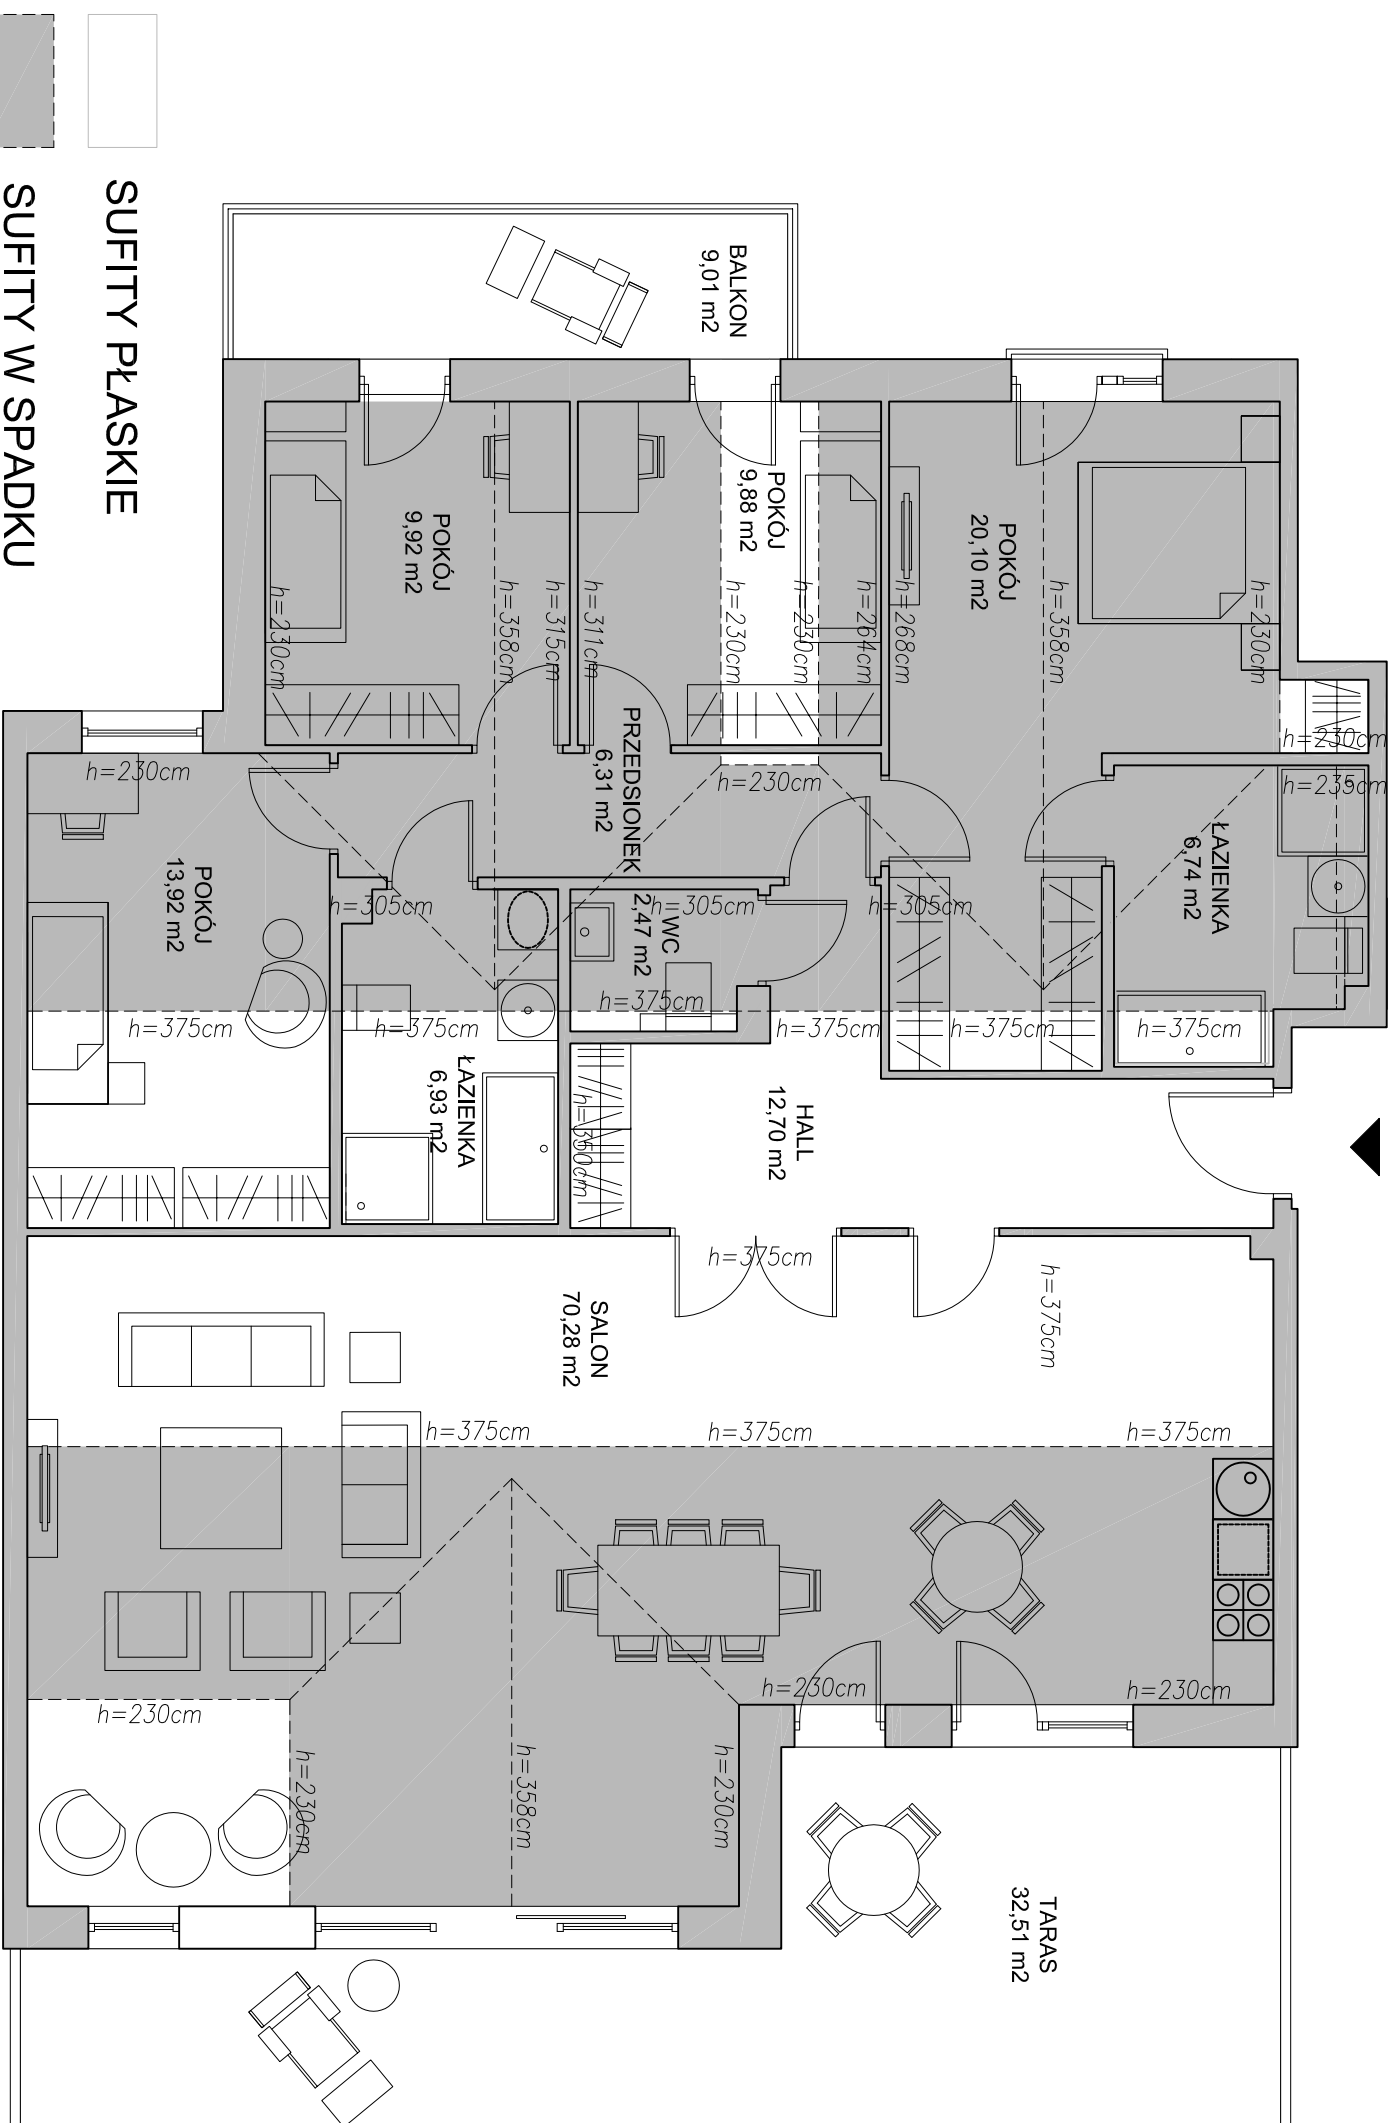 SUFITY PŁASKIE
SUFITY W SPADKU
BALKON
9,01 m2
POKÓJ
9,92 m2
POKÓJ
9,88 m2
POKÓJ
20,10 m2
h=230cm
h=358cm
h=315cm
h=311cm
h=230cm
h=230cm
h=264cm
h=268cm
h=358cm
h=230cm
h=230cm
h=230cm
h=230cm
h=235cm
PRZEDSIONEK
6,31 m2
ŁAZIENKA
6,74 m2
POKÓJ
13,92 m2
h=305cm
h=305cm
h=305cm
WC
2,47 m2
h=375cm
h=375cm
h=375cm
h=375cm
h=375cm
h=375cm
ŁAZIENKA
6,93 m2
h=350cm
HALL
12,70 m2
h=375cm
h=375cm
SALON
70,28 m2
h=375cm
h=375cm
h=375cm
h=230cm
h=230cm
h=230cm
h=230cm
h=358cm
h=230cm
TARAS
32,51 m2